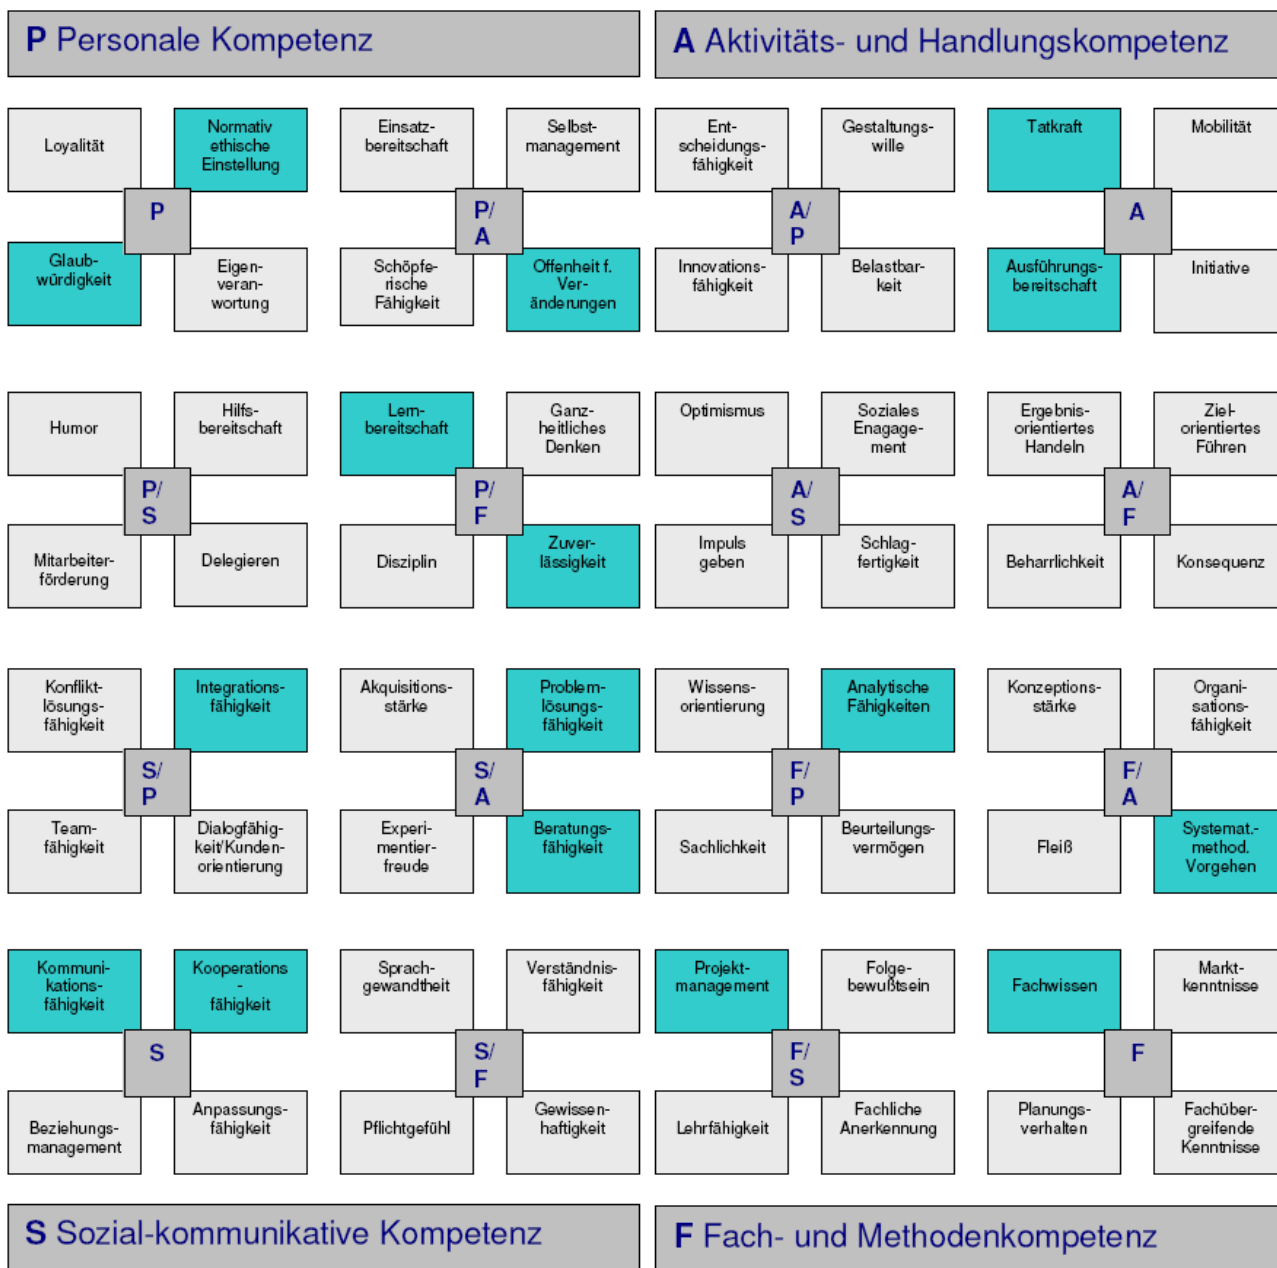 P Personale Kompetenz
A Aktivitäts- und Handlungskompetenz
Loyalität
Normativ
ethische
Einstellung
P
Glaub-
würdigkeit
Eigen-
veran-
wortung
Einsatz-
bereitschaft
Selbst-
management
P/
A
Schöpfe-
rische
Fähigkeit
Offenheit f.
Ver-
änderungen
Ent-
scheidungs-
fähigkeit
Gestaltungs-
wille
A/
P
Innovations-
fähigkeit
Belastbar-
keit
Tatkraft
Mobilität
A
Ausführungs-
bereitschaft
Initiative
Humor
Hilfs-
bereitschaft
P/
S
Mitarbeiter-
förderung
Delegieren
Lern-
bereitschaft
Ganz-
heitliches
Denken
P/
F
Disziplin
Zuver-
lässigkeit
Optimismus
Soziales
Enagage-
ment
A/
S
Impuls
geben
Schlag-
fertigkeit
Ergebnis-
orientiertes
Handeln
Ziel-
orientiertes
Führen
A/
F
Beharrlichkeit
Konsequenz
Konflikt-
lösungs-
fähigkeit
Integrations-
fähigkeit
S/
P
Team-
fähigkeit
Dialogfähig-
keit/Kunden-
orientierung
Akquisitions-
stärke
Problem-
lösungs-
fähigkeit
S/
A
Experi-
mentier-
freude
Beratungs-
fähigkeit
Wissens-
orientierung
Analytische
Fähigkeiten
F/
P
Sachlichkeit
Beurteilungs-
vermögen
Konzeptions-
stärke
Organi-
sations-
fähigkeit
F/
A
Fleiß
Systemat.-
method.
Vorgehen
Kommuni-
kations-
fähigkeit
Kooperations
-
fähigkeit
S
Beziehungs-
management
Anpassungs-
fähigkeit
Sprach-
gewandtheit
Verständnis-
fähigkeit
S/
F
Pflichtgefühl
Gewissen-
haftigkeit
Projekt-
management
Folge-
bewußtsein
F/
S
Lehrfähigkeit
Fachliche
Anerkennung
Fachwissen
Markt-
kenntnisse
F
Planungs-
verhalten
Fachüber-
greifende
Kenntnisse
S Sozial-kommunikative Kompetenz
F Fach- und Methodenkompetenz